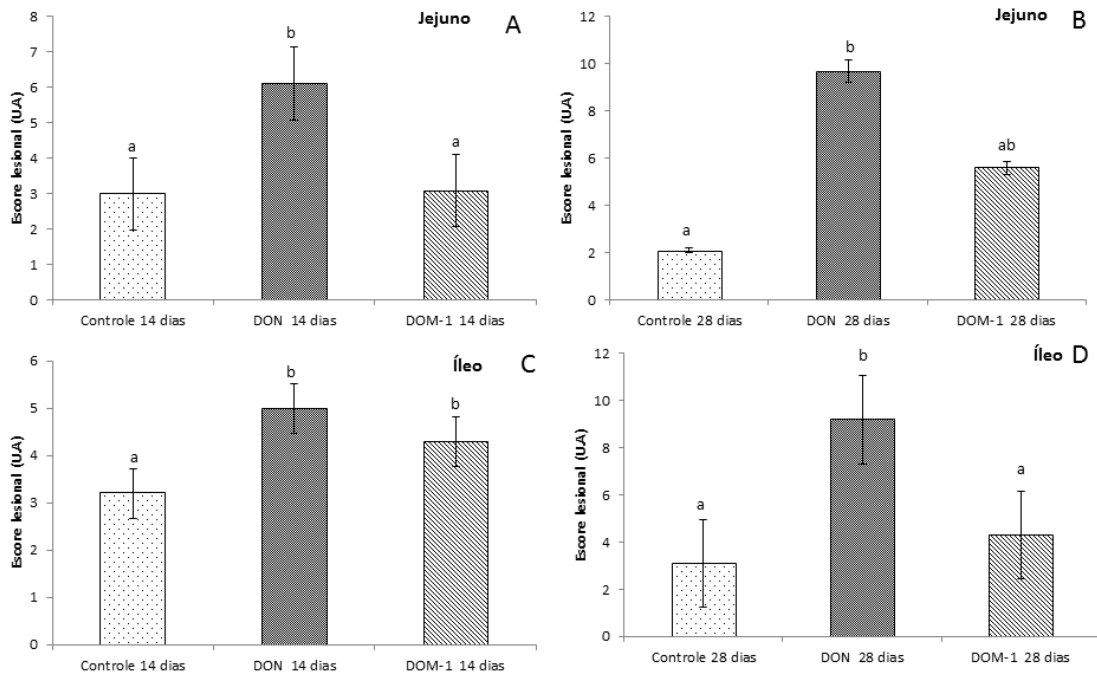 Jejuno
A
Escore lesional (U.A)
8
7
6
5
4
3
2
1
0
a
b
a
Controle 14 dias
DON 14 dias
DOM-1 14 dias
Jejuno
B
Escore lesional (U.A)
12
10
8
6
4
2
0
a
b
ab
Controle 28 dias
DON 28 dias
DOM-1 28 dias
Íleo
C
Escore lesional (U.A)
6
5
4
3
2
1
0
a
b
b
Controle 14 dias
DON 14 dias
DOM-1 14 dias
Íleo
D
Escore lesional (U.A)
12
10
8
6
4
2
0
a
b
a
Controle 28 dias
DON 28 dias
DOM-1 28 dias